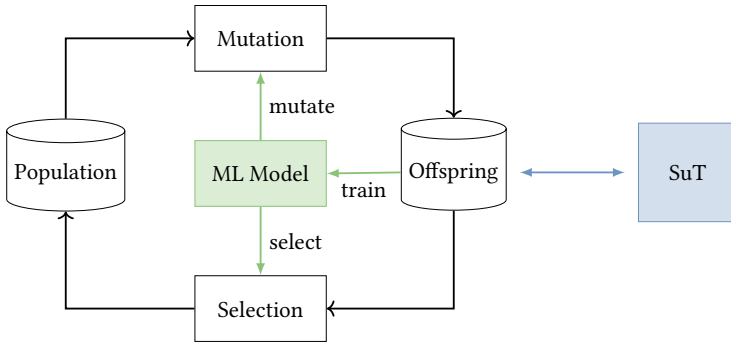 Mutation
mutate
Population
ML Model
train
Offspring
SuT
select
Selection